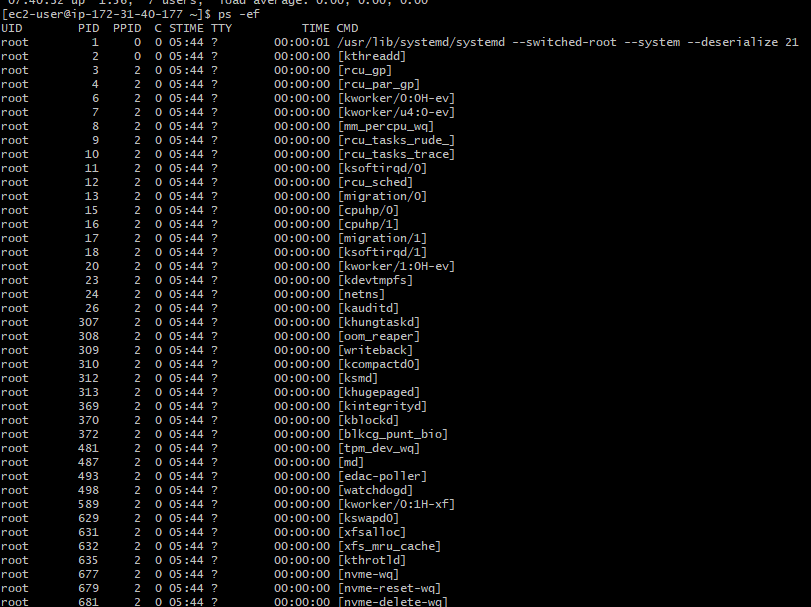 07:40:52 up 1:56, 7 users, load average: 0.00, 0.00, 0.00
[ec2-user@ip-172-31-40-177 ~]$ ps -ef
UID PID PPID C STIME TTY TIME CMD
root 1 0 0 05:44 ? 00:00:01 /usr/lib/systemd/systemd --switched-root --system --deserialize 21
root 2 0 0 05:44 ? 00:00:00 [kthreadd]
root 3 2 0 05:44 ? 00:00:00 [rcu_gp]
root 4 2 0 05:44 ? 00:00:00 [rcu_par_gp]
root 6 2 0 05:44 ? 00:00:00 [kworker/0:0H-ev]
root 7 2 0 05:44 ? 00:00:00 [kworker/u4:0-ev]
root 8 2 0 05:44 ? 00:00:00 [mm_percpu_wq]
root 9 2 0 05:44 ? 00:00:00 [rcu_tasks_rude_]
root 10 2 0 05:44 ? 00:00:00 [rcu_tasks_trace]
root 11 2 0 05:44 ? 00:00:00 [ksoftirqd/0]
root 12 2 0 05:44 ? 00:00:00 [rcu_sched]
root 13 2 0 05:44 ? 00:00:00 [migration/0]
root 15 2 0 05:44 ? 00:00:00 [cpuhp/0]
root 16 2 0 05:44 ? 00:00:00 [cpuhp/1]
root 17 2 0 05:44 ? 00:00:00 [migration/1]
root 18 2 0 05:44 ? 00:00:00 [ksoftirqd/1]
root 20 2 0 05:44 ? 00:00:00 [kworker/1:0H-ev]
root 23 2 0 05:44 ? 00:00:00 [kdevtmpfs]
root 24 2 0 05:44 ? 00:00:00 [netns]
root 26 2 0 05:44 ? 00:00:00 [kauditd]
root 307 2 0 05:44 ? 00:00:00 [khungtaskd]
root 308 2 0 05:44 ? 00:00:00 [oom_reaper]
root 309 2 0 05:44 ? 00:00:00 [writeback]
root 310 2 0 05:44 ? 00:00:00 [kcompactd0]
root 312 2 0 05:44 ? 00:00:00 [ksmd]
root 313 2 0 05:44 ? 00:00:00 [khugepaged]
root 369 2 0 05:44 ? 00:00:00 [kintegrityd]
root 370 2 0 05:44 ? 00:00:00 [kblockd]
root 372 2 0 05:44 ? 00:00:00 [blkcg_punt_bio]
root 481 2 0 05:44 ? 00:00:00 [tpm_dev_wq]
root 487 2 0 05:44 ? 00:00:00 [md]
root 493 2 0 05:44 ? 00:00:00 [edac-poller]
root 498 2 0 05:44 ? 00:00:00 [watchdogd]
root 589 2 0 05:44 ? 00:00:00 [kworker/0:1H-xf]
root 629 2 0 05:44 ? 00:00:00 [kswapd0]
root 631 2 0 05:44 ? 00:00:00 [xfsalloc]
root 632 2 0 05:44 ? 00:00:00 [xfs_mru_cache]
root 635 2 0 05:44 ? 00:00:00 [kthrotld]
root 677 2 0 05:44 ? 00:00:00 [nvme-wq]
root 679 2 0 05:44 ? 00:00:00 [nvme-reset-wq]
root 681 2 0 05:44 ? 00:00:00 [nvme-delete-wq]